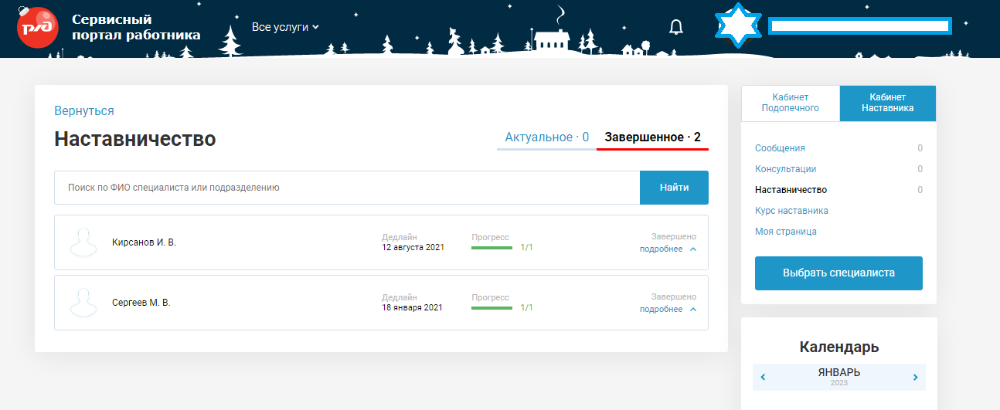 ржд
Сервисный
портал работника
Все услуги
Вернуться
Наставничество
Актуальное · 0
Завершенное · 2
Поиск по ФИО специалиста или подразделению
Найти
Кирсанов И. В.
Дедлайн
12 августа 2021
Прогресс
1/1
Завершено
подробнее
Сергеев М. В.
Дедлайн
18 января 2021
Прогресс
1/1
Завершено
подробнее
Кабинет
Подопечного
Кабинет
Наставника
Сообщения 0
Консультации 0
Наставничество 0
Курс наставника
Моя страница
Выбрать специалиста
Календарь
ЯНВАРЬ
2023